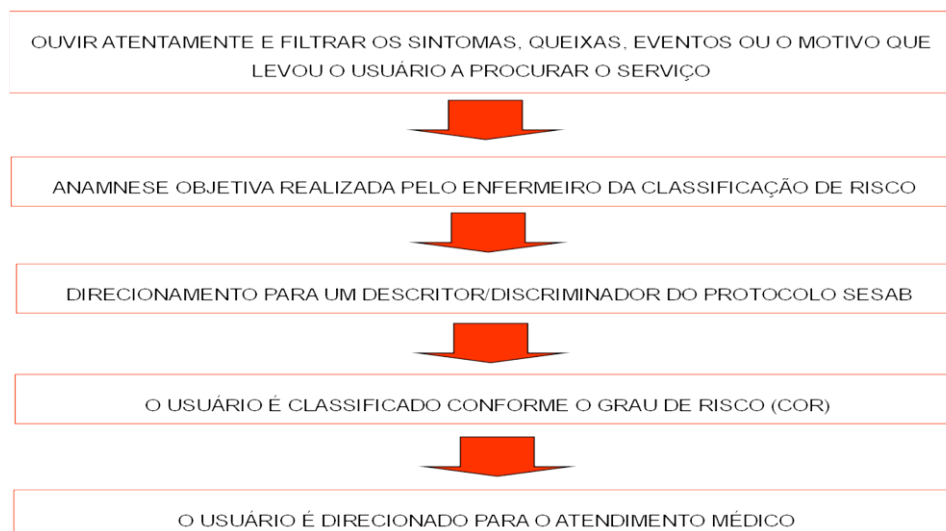 OUVIR ATENTAMENTE E FILTRAR OS SINTOMAS, QUEIXAS, EVENTOS OU O MOTIVO QUE
LEVOU O USUÁRIO A PROCURAR O SERVIÇO
ANAMNESE OBJETIVA REALIZADA PELO ENFERMEIRO DA CLASSIFICAÇÃO DE RISCO
DIRECIONAMENTO PARA UM DESCRITOR/DISCRIMINADOR DO PROTOCOLO SESAB
O USUÁRIO É CLASSIFICADO CONFORME O GRAU DE RISCO (COR)
O USUÁRIO É DIRECIONADO PARA O ATENDIMENTO MÉDICO